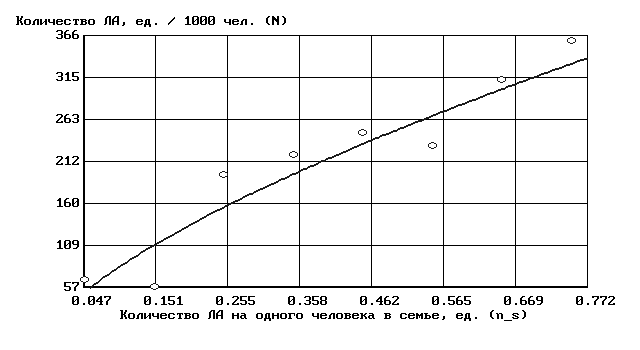 Количество ЛА, ед. / 1000 чел. (N)
366
315
263
212
160
109
57
0.047 0.151 0.255 0.358 0.462 0.565 0.669 0.772
Количество ЛА на одного человека в семье, ед. (n_s)